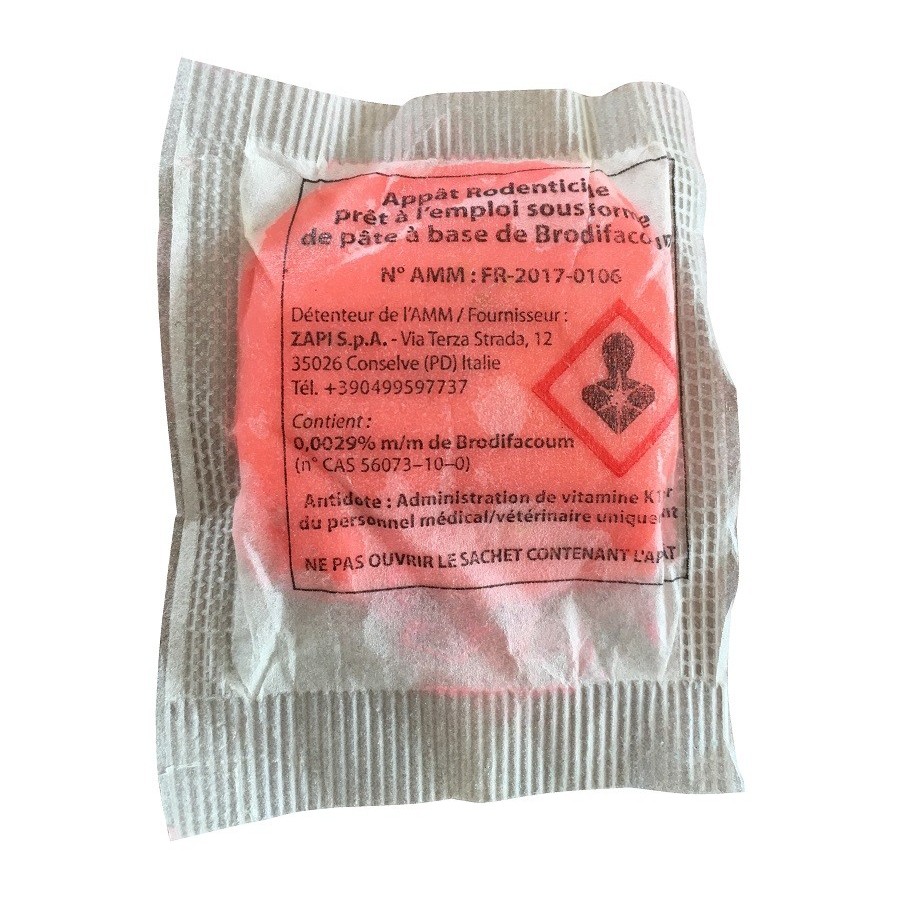 Appât Rodenticide
prêt à l'emploi sous forme
de pâte à base de Brodifacoum
N° AMM : FR-2017-0106
Détenteur de l'AMM / Fournisseur :
ZAPI S.p.A. - Via Terza Strada, 12
35026 Conselve (PD) Italie
Tél. +390499597737
Contient :
0,0029% m/m de Brodifacoum
(n° CAS 56073-10-0)
Antidote : Administration de vitamine K1
du personnel médical/vétérinaire
NE PAS OUVRIR LE SACHET CONTENANT